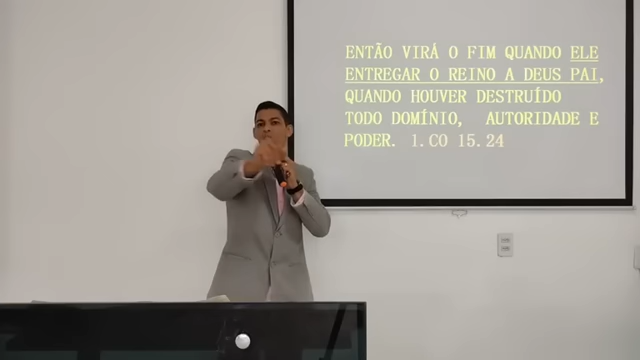 ENTÃO VIRÁ O FIM QUANDO ELE
ENTREGAR O REINO A DEUS PAI,
QUANDO HOUVER DESTRUÍDO
TODO DOMÍNIO, AUTORIDADE E
PODER. 1.CO 15.24